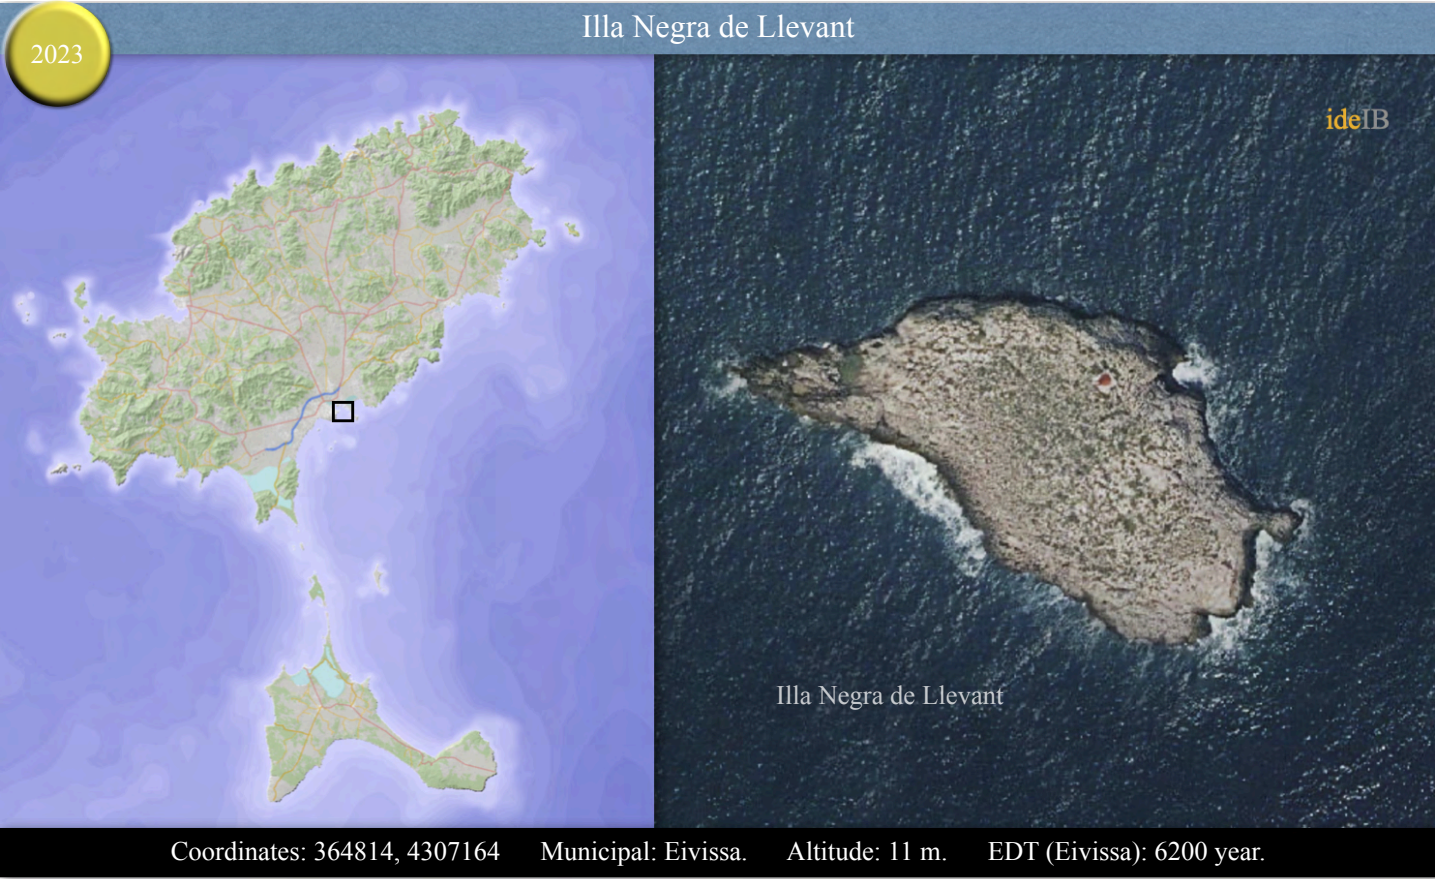 Illa Negra de Llevant
2023
ideIB
Illa Negra de Llevant
Coordinates: 364814, 4307164 Municipal: Eivissa. Altitude: 11 m. EDT (Eivissa): 6200 year.